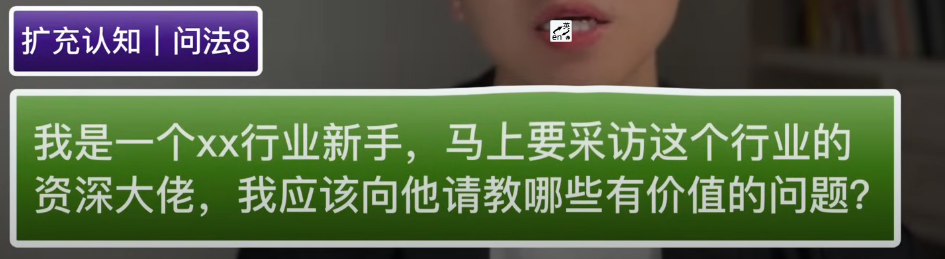 扩充认知｜问法8
英
en
我是一个xx行业新手，马上要采访这个行业的
资深大佬，我应该向他请教哪些有价值的问题？